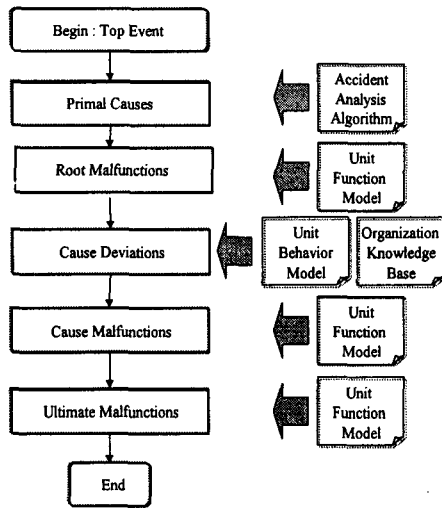 Begin : Top Event
Primal Causes
Accident
Analysis
Algorithm
Root Malfunctions
Unit
Function
Model
Cause Deviations
Unit
Behavior
Model
Organization
Knowledge
Base
Cause Malfunctions
Unit
Function
Model
Ultimate Malfunctions
Unit
Function
Model
End